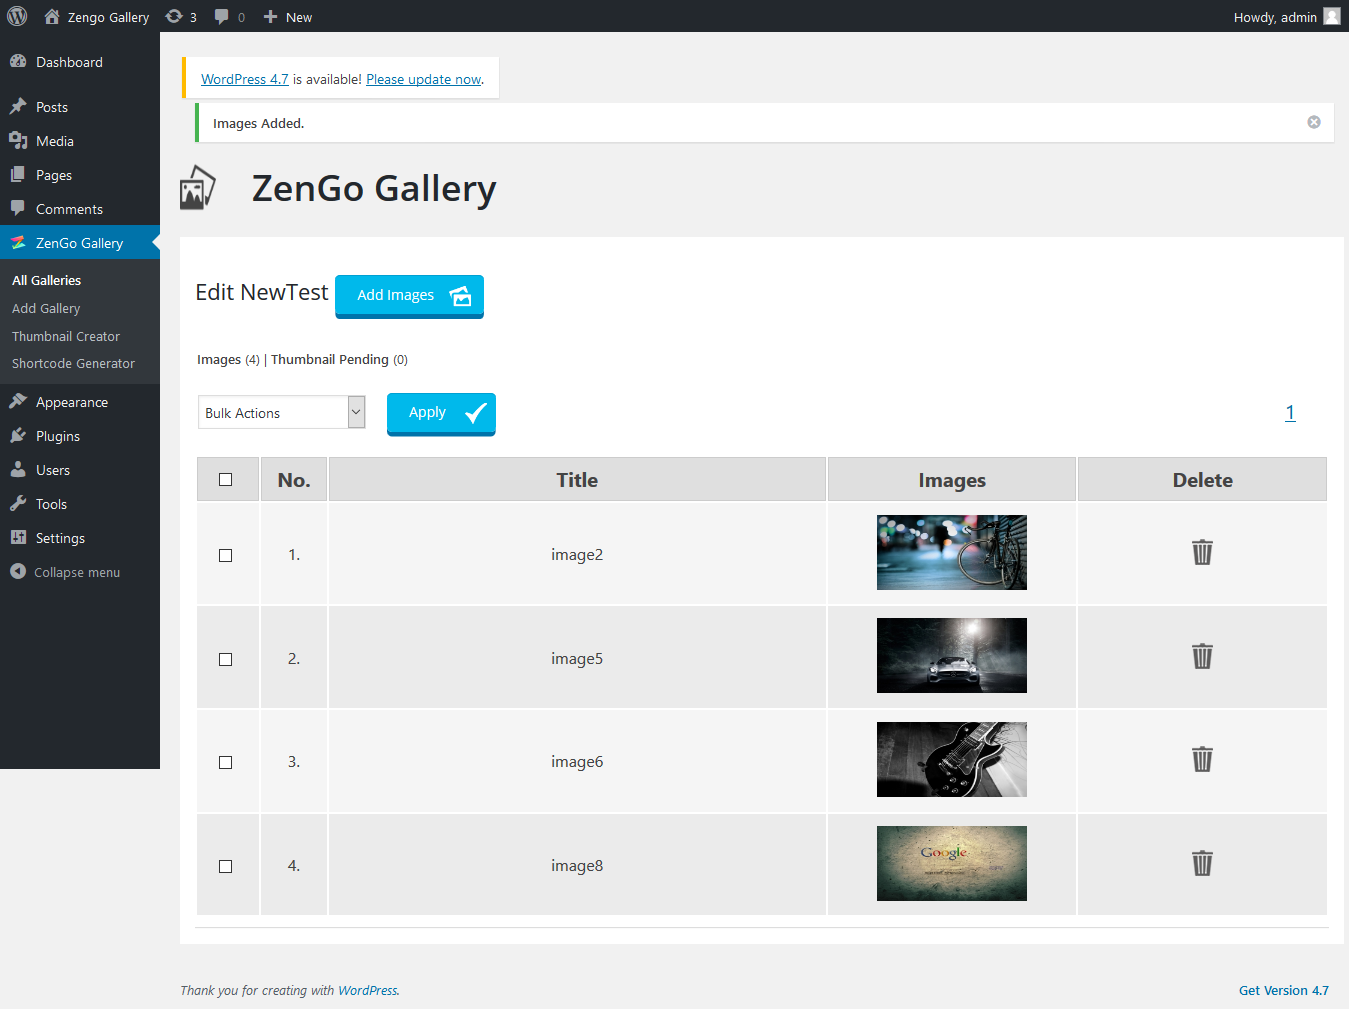 Zengo Gallery 3 0 New Howdy, admin
Dashboard
Posts
Media
Pages
Comments
ZenGo Gallery
All Galleries
Add Gallery
Thumbnail Creator
Shortcode Generator
Appearance
Plugins
Users
Tools
Settings
Collapse menu
WordPress 4.7 is available! Please update now.
Images Added.
ZenGo Gallery
Edit NewTest Add Images
Images (4) | Thumbnail Pending (0)
Bulk Actions Apply 1
No. Title Images Delete
1. image2
2. image5
3. image6
4. image8
Google
Thank you for creating with WordPress.
Get Version 4.7